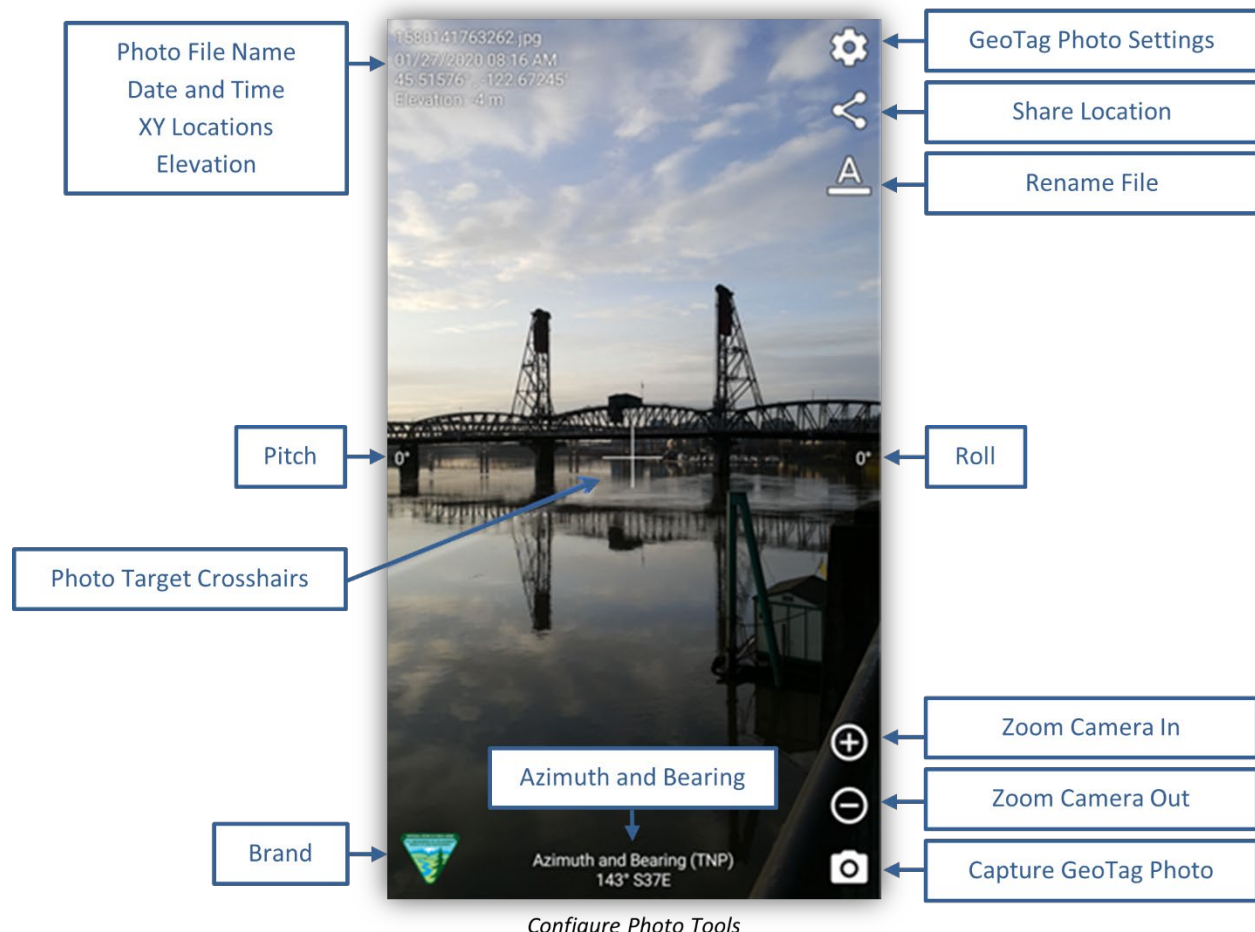 Photo File Name
Date and Time
XY Locations
Elevation
1580141763262.jpg
01/27/2020 08:16 AM
45.51576°, -122.67245°
Elevation: -4 m
GeoTag Photo Settings
Share Location
A
Rename File
Pitch
0°
0°
Roll
Photo Target Crosshairs
Zoom Camera In
Azimuth and Bearing
Zoom Camera Out
Brand
Azimuth and Bearing (TNP)
143° S37E
Capture GeoTag Photo
Configure Photo Tools